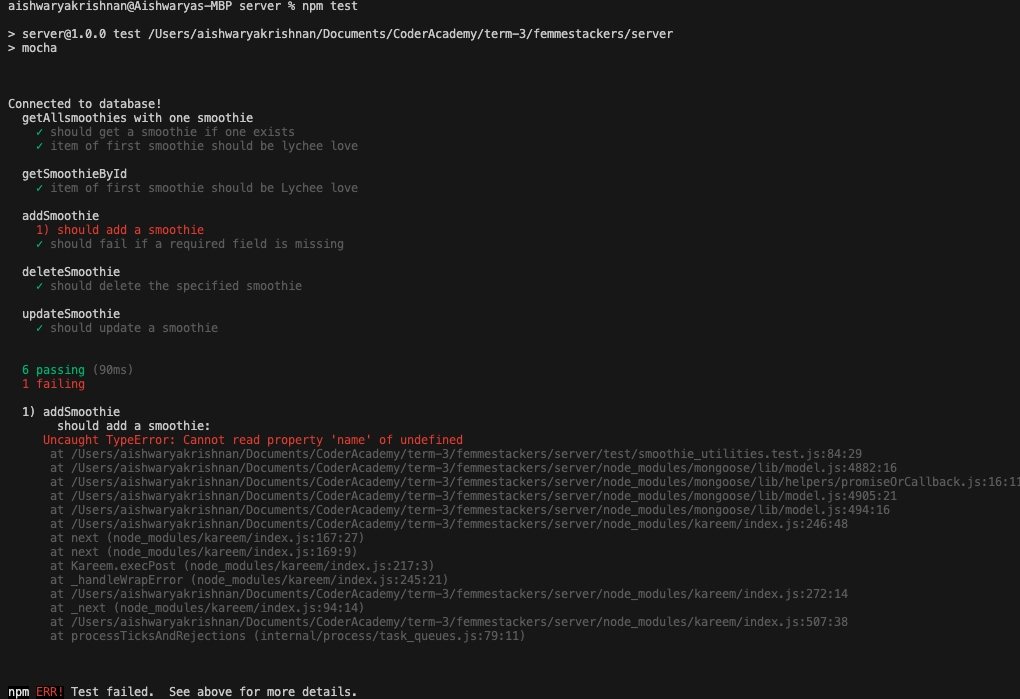 aishwaryakrishnan@Aishwaryas-MBP server % npm test
> server@1.0.0 test /Users/aishwaryakrishnan/Documents/CoderAcademy/term-3/femmestackers/server
> mocha
Connected to database!
getAllsmoothies with one smoothie
✓ should get a smoothie if one exists
✓ item of first smoothie should be lychee love
getSmoothieById
✓ item of first smoothie should be Lychee love
addSmoothie
1) should add a smoothie
✓ should fail if a required field is missing
deleteSmoothie
✓ should delete the specified smoothie
updateSmoothie
✓ should update a smoothie
6 passing (90ms)
1 failing
1) addSmoothie
should add a smoothie:
Uncaught TypeError: Cannot read property 'name' of undefined
at /Users/aishwaryakrishnan/Documents/CoderAcademy/term-3/femmestackers/server/test/smoothie_utilities.test.js:84:29
at /Users/aishwaryakrishnan/Documents/CoderAcademy/term-3/femmestackers/server/node_modules/mongoose/lib/model.js:4882:16
at /Users/aishwaryakrishnan/Documents/CoderAcademy/term-3/femmestackers/server/node_modules/mongoose/lib/helpers/promiseOrCallback.js:16:11
at /Users/aishwaryakrishnan/Documents/CoderAcademy/term-3/femmestackers/server/node_modules/mongoose/lib/model.js:4905:21
at /Users/aishwaryakrishnan/Documents/CoderAcademy/term-3/femmestackers/server/node_modules/mongoose/lib/model.js:494:16
at /Users/aishwaryakrishnan/Documents/CoderAcademy/term-3/femmestackers/server/node_modules/kareem/index.js:246:48
at next (node_modules/kareem/index.js:167:27)
at next (node_modules/kareem/index.js:169:9)
at Kareem.execPost (node_modules/kareem/index.js:217:3)
at _handleWrapError (node_modules/kareem/index.js:245:21)
at /Users/aishwaryakrishnan/Documents/CoderAcademy/term-3/femmestackers/server/node_modules/kareem/index.js:272:14
at _next (node_modules/kareem/index.js:94:14)
at /Users/aishwaryakrishnan/Documents/CoderAcademy/term-3/femmestackers/server/node_modules/kareem/index.js:507:38
at processTicksAndRejections (internal/process/task_queues.js:79:11)
npm ERR! Test failed.  See above for more details.